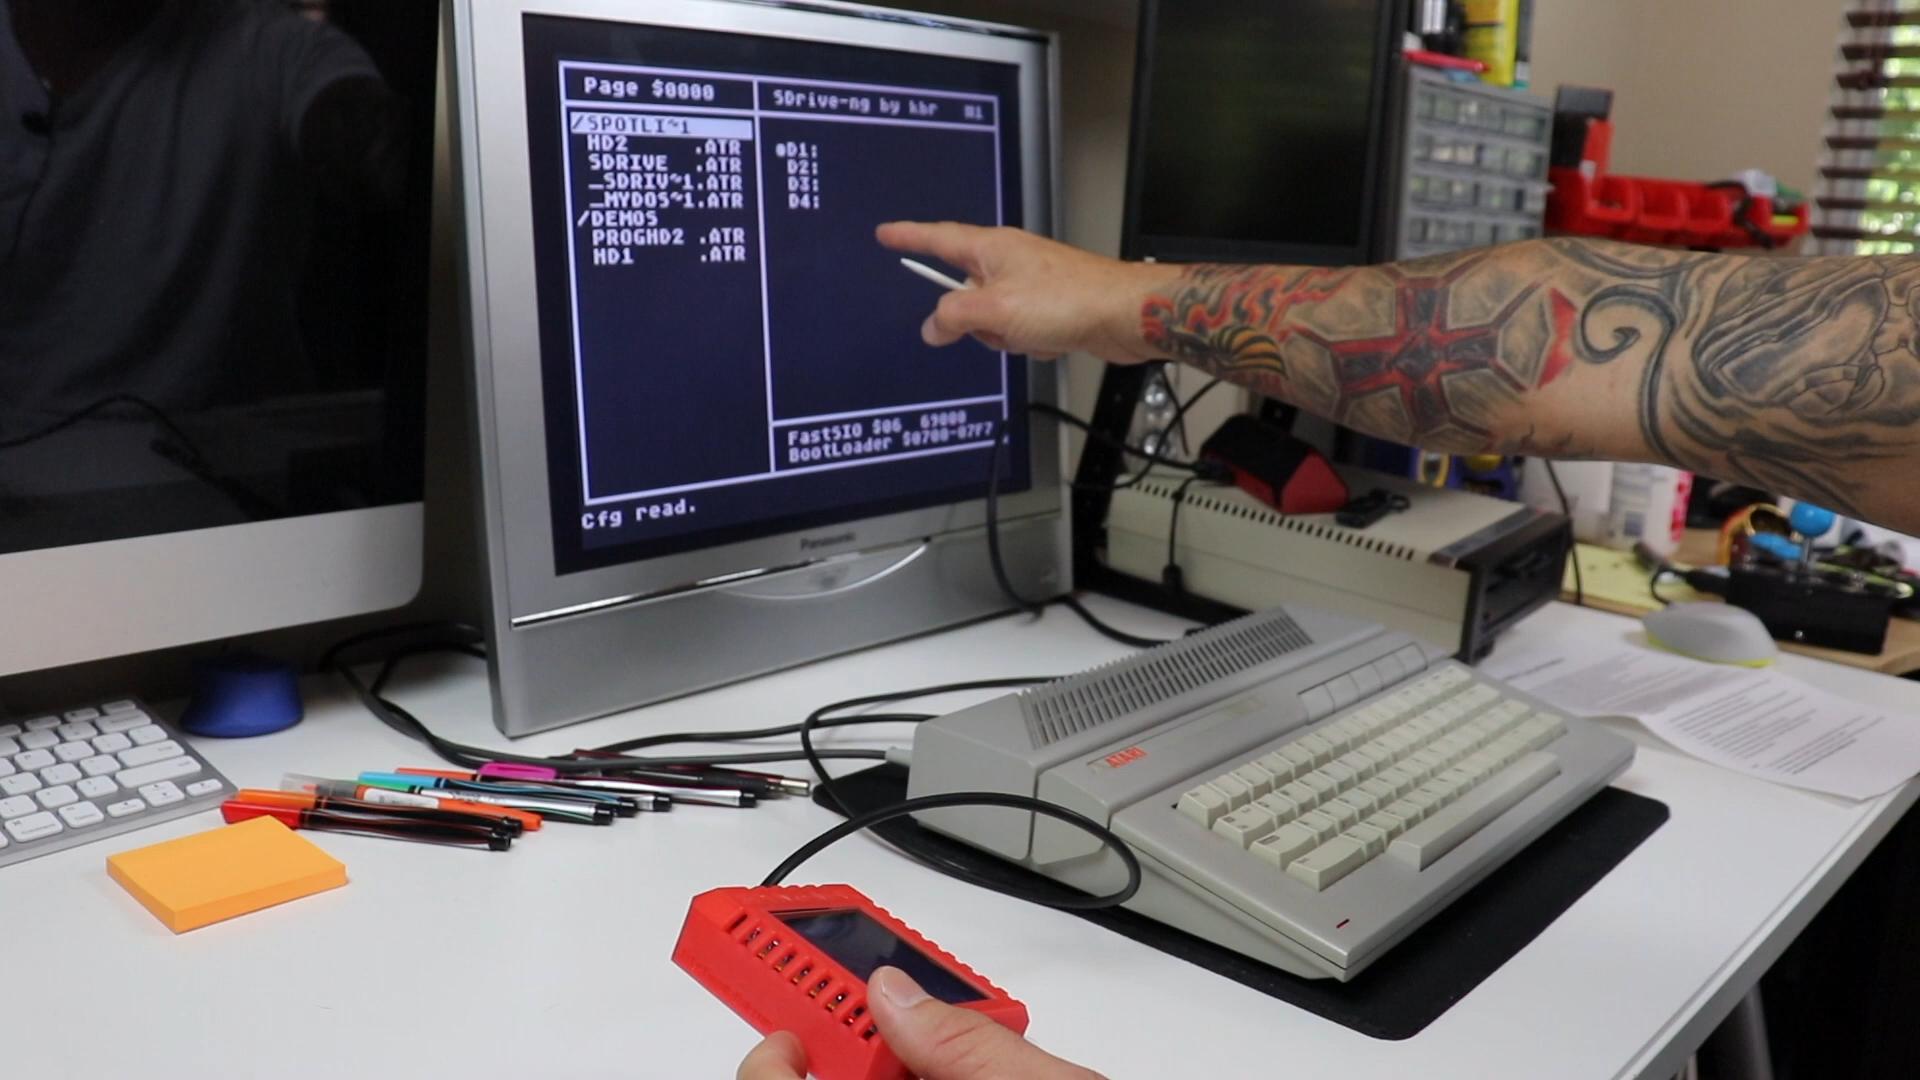 Page $0000
SDrive-ng by kbr
/SPOTLI~1
HD2 .ATR
SDRIVE .ATR
_SDRIV~1.ATR
_MYDOS~1.ATR
/DEMOS
PROGHD2 .ATR
HD1 .ATR
D1:
D2:
D3:
D4:
FastSIO $06 69000
BootLoader $0700-07F7
Cfg read.
Panasonic
ATARI